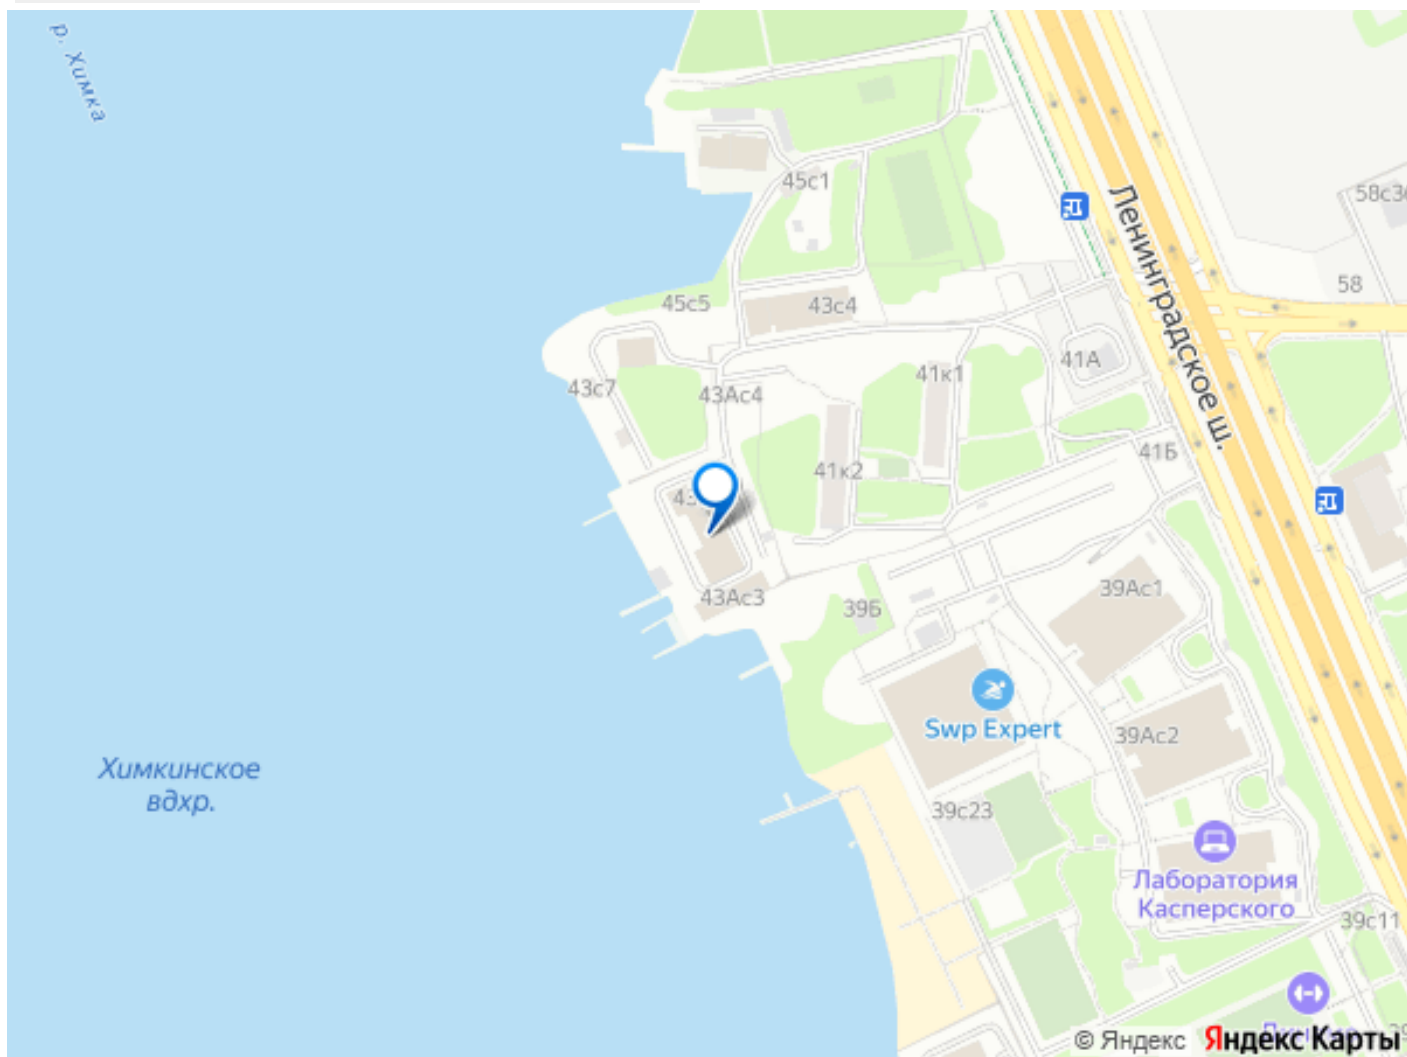 р. Химка
45с1
58с3
Ленинградское ш.
58
45с5
43с4
41А
43с7
43Ас4
41к1
41Б
41к2
43Ас3
39Б
39Ас1
Swp Expert
39Ас2
Химкинское
вдхр.
39с23
Лаборатория
Касперского
39с11
© Яндекс Яндекс Карты